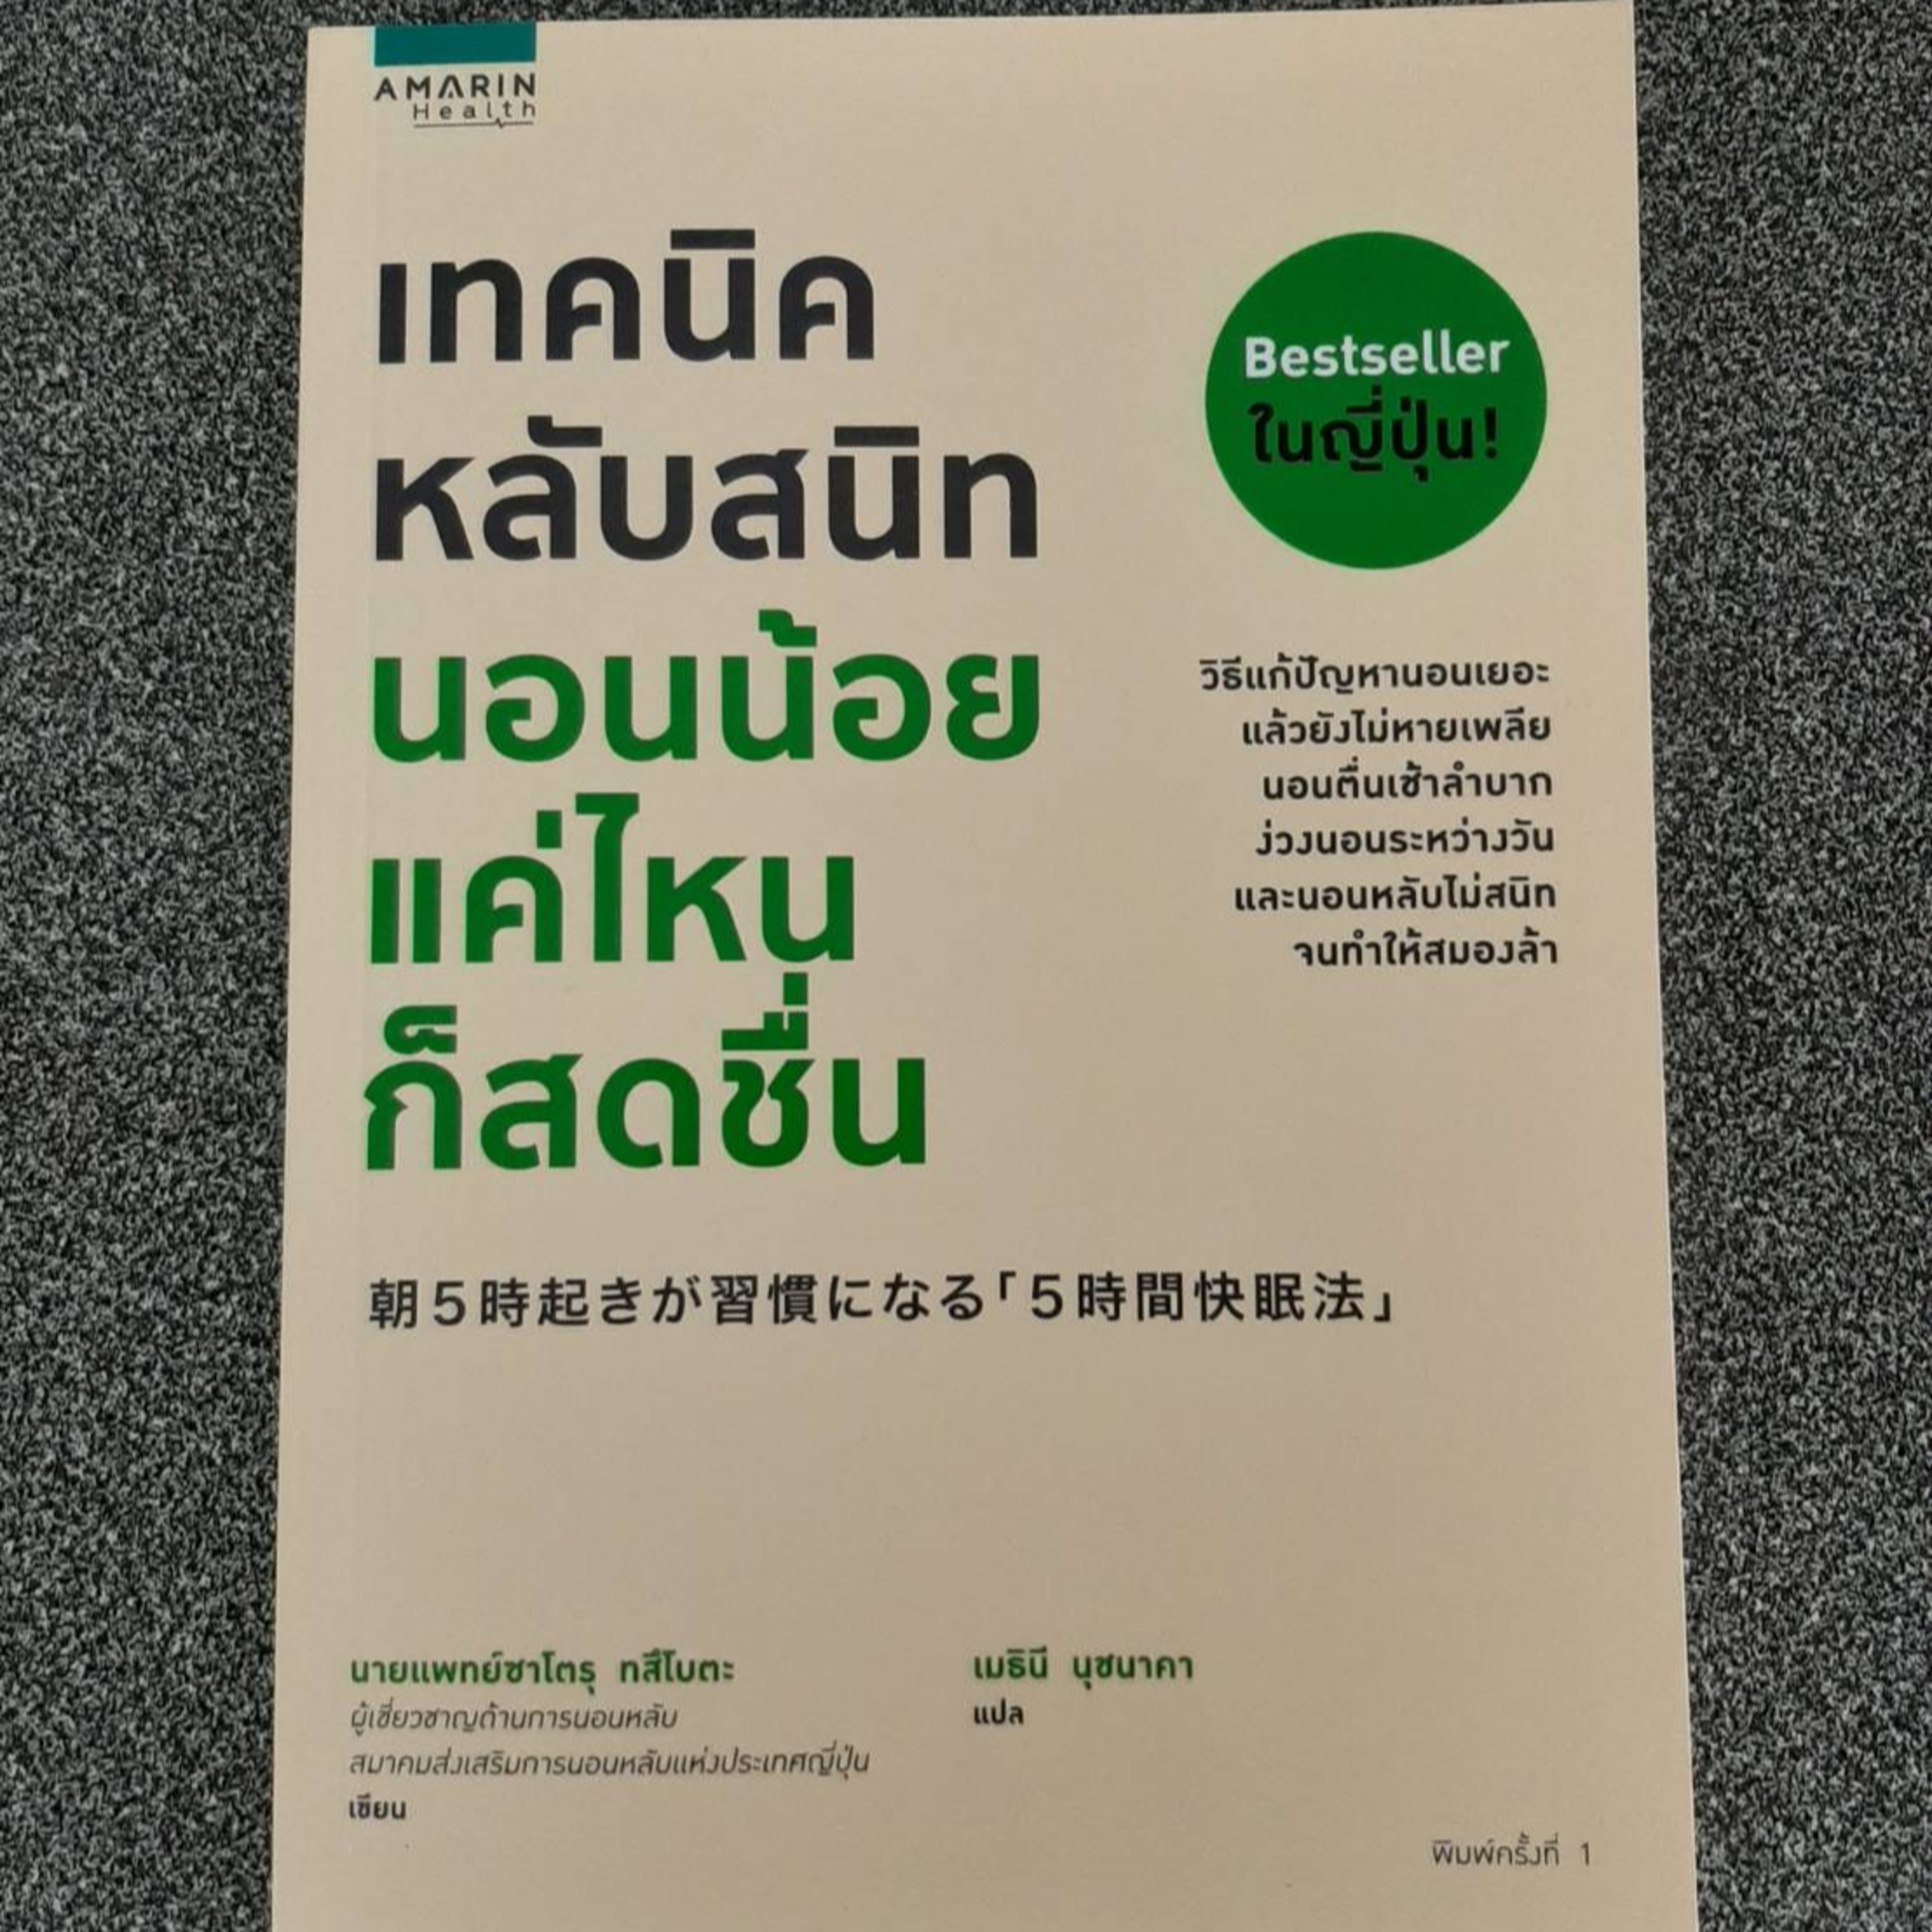 AMARIN
Health
เทคนิค
หลับสนิท
นอนน้อย
แค่ไหน
ก็สดชื่น
Bestseller
ในญี่ปุ่น!
วิธีแก้ปัญหานอนเยอะ
แล้วยังไม่หายเพลีย
นอนตื่นเช้าลำบาก
ง่วงนอนระหว่างวัน
และนอนหลับไม่สนิท
จนทำให้สมองล้า
朝5時起きが習慣になる「5時間快眠法」
นายแพทย์ซาโตรุ ทสึโบตะ
ผู้เชี่ยวชาญด้านการนอนหลับ
สมาคมส่งเสริมการนอนหลับแห่งประเทศญี่ปุ่น
เขียน
เมธินี นุชนาคา
แปล
พิมพ์ครั้งที่ 1